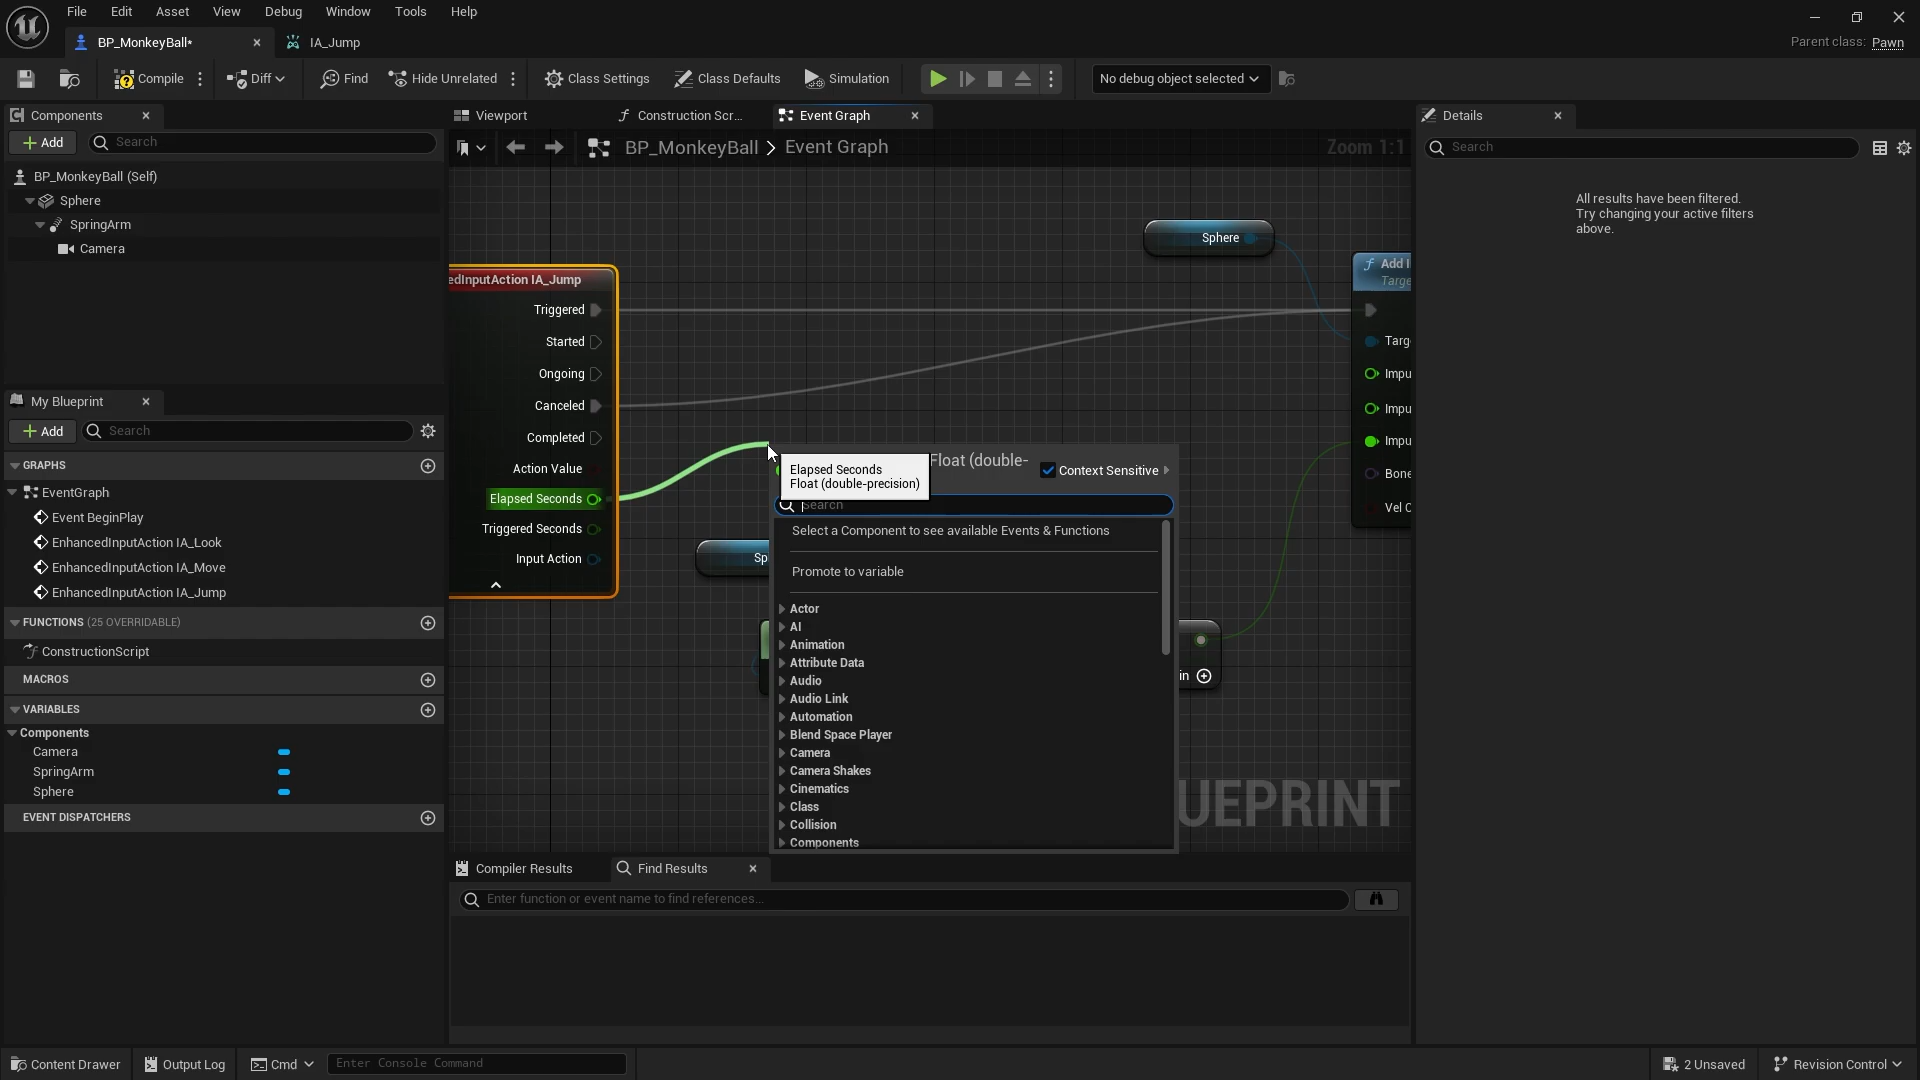 File Edit Asset View Debug Window Tools Help
BP_MonkeyBall*
IA_Jump
Parent class: Pawn
Compile
Diff
Find
Hide Unrelated
Class Settings
Class Defaults
Simulation
No debug object selected
Components
Add
Search
BP_MonkeyBall (Self)
Sphere
SpringArm
Camera
My Blueprint
Add
Search
GRAPHS
EventGraph
Event BeginPlay
EnhancedInputAction IA_Look
EnhancedInputAction IA_Move
EnhancedInputAction IA_Jump
FUNCTIONS (25 OVERRIDABLE)
ConstructionScript
MACROS
VARIABLES
Components
Camera
SpringArm
Sphere
EVENT DISPATCHERS
Viewport
Construction Scr...
Event Graph
BP_MonkeyBall > Event Graph
Zoom 1:1
Sphere
edInputAction IA_Jump
Triggered
Started
Ongoing
Canceled
Completed
Action Value
Elapsed Seconds
Triggered Seconds
Input Action
Add I
Targe
Targ
Impu
Impu
Impu
Bone
Vel C
Sp
in
UEPRINT
Elapsed Seconds
Float (double-precision)
Float (double-
Context Sensitive
Search
Select a Component to see available Events & Functions
Promote to variable
Actor
AI
Animation
Attribute Data
Audio
Audio Link
Automation
Blend Space Player
Camera
Camera Shakes
Cinematics
Class
Collision
Components
Compiler Results
Find Results
Enter function or event name to find references...
Details
Search
All results have been filtered.
Try changing your active filters
above.
Content Drawer
Output Log
Cmd
Enter Console Command
2 Unsaved
Revision Control